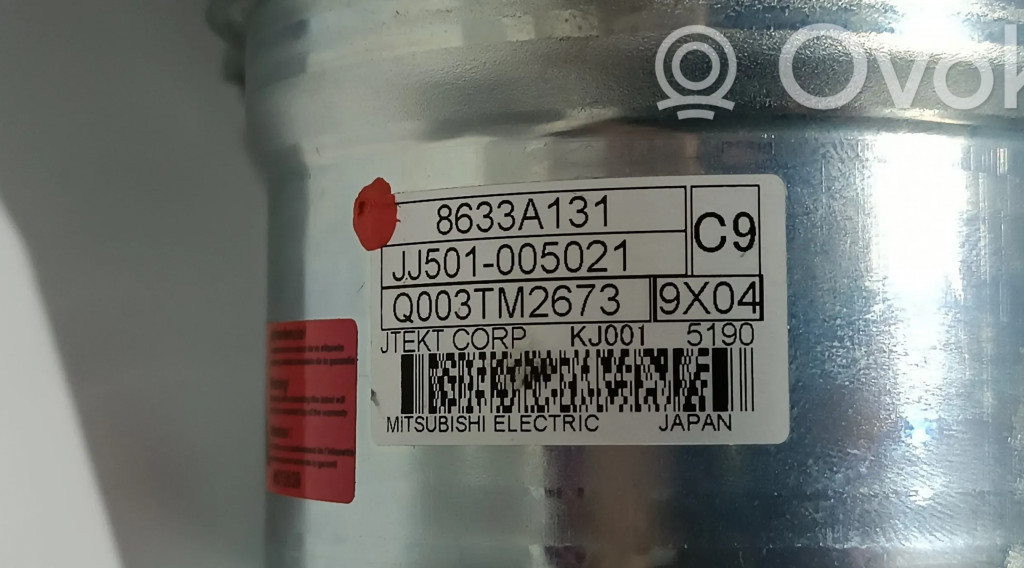 Ovok
8633A131
C9
JJ501-005021
Q003TM2673 9X04
JTEKT CORP KJ001 5190
MITSUBISHI ELECTRIC JAPAN